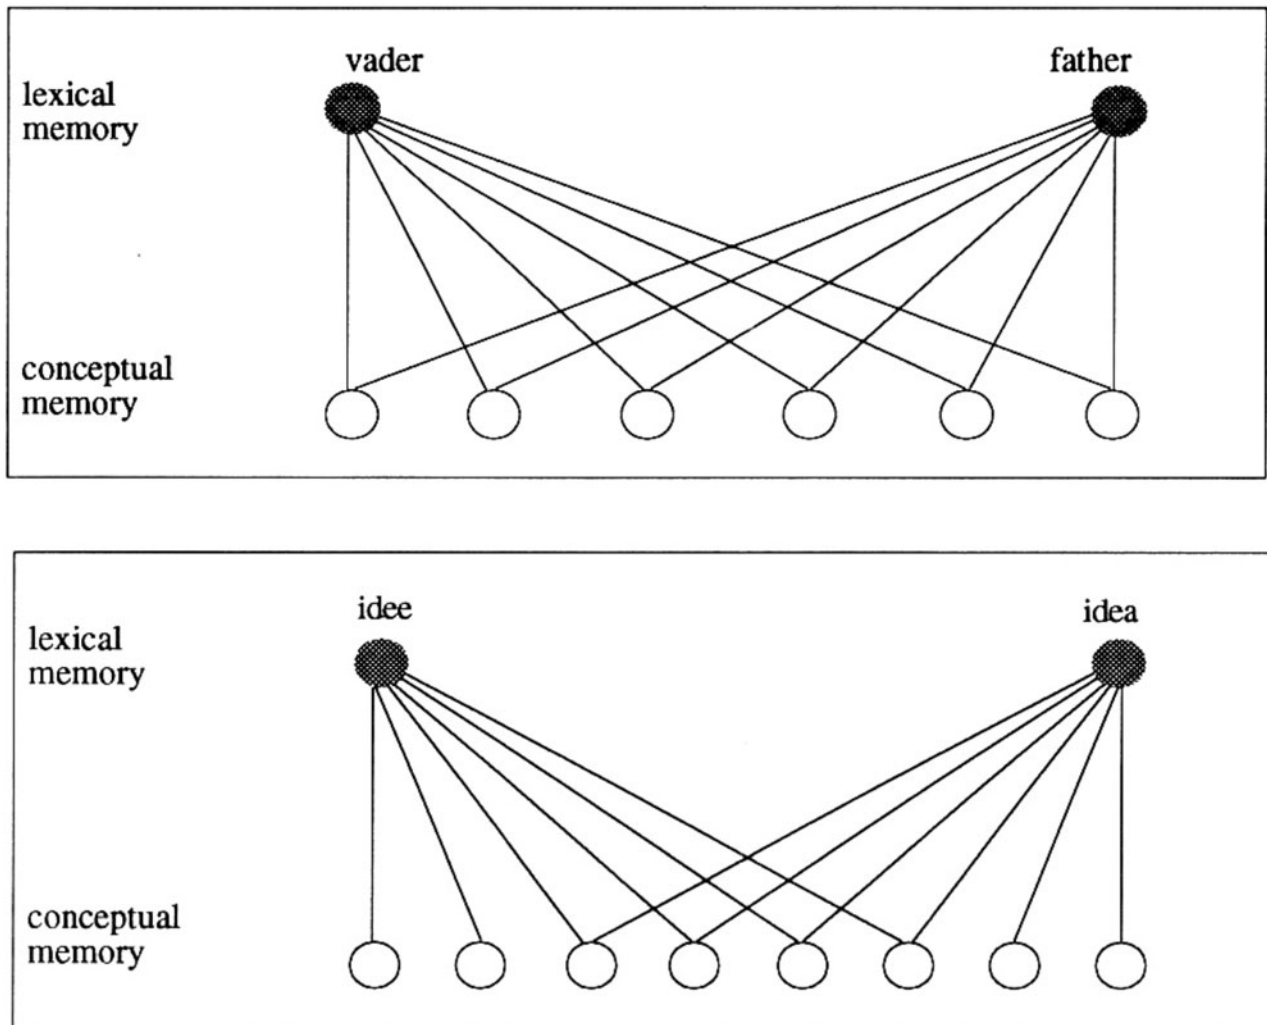 vader
father
lexical
memory
conceptual
memory
idee
idea
lexical
memory
conceptual
memory